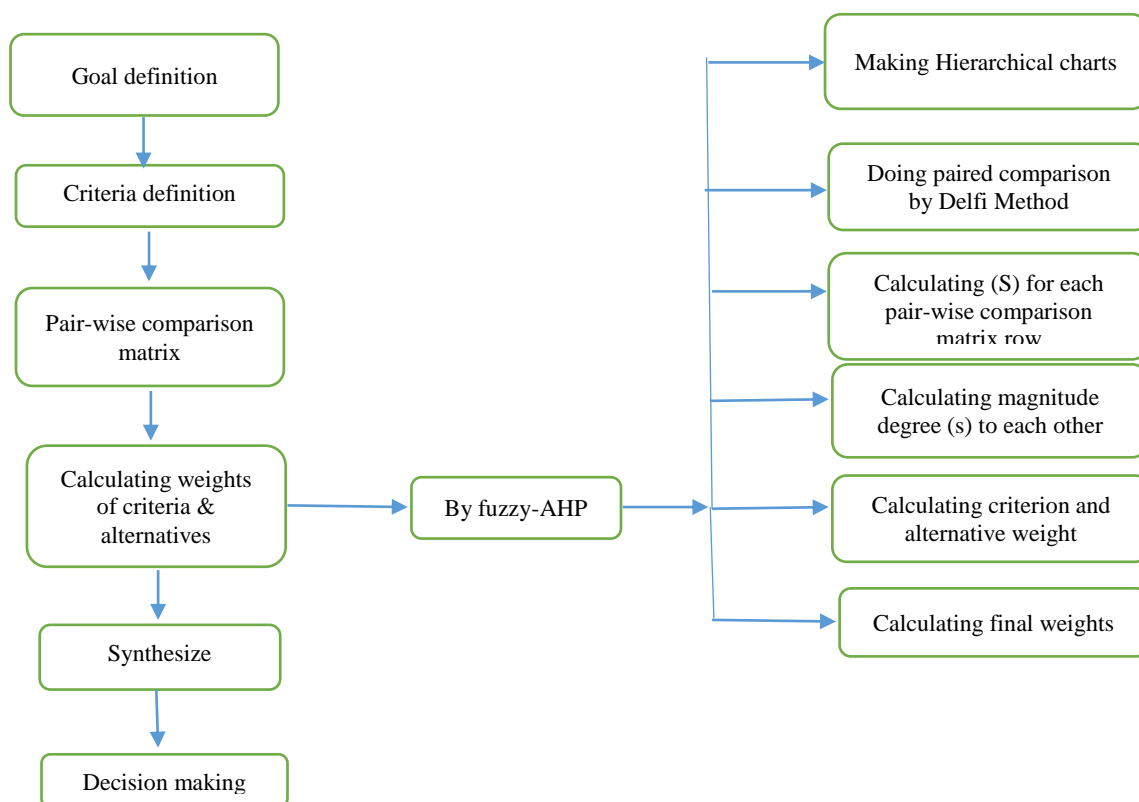 Goal definition
Criteria definition
Pair-wise comparison
matrix
Calculating weights
of criteria &
alternatives
Synthesize
Decision making
By fuzzy-AHP
Making Hierarchical charts
Doing paired comparison
by Delfi Method
Calculating (S) for each
pair-wise comparison
matrix row
Calculating magnitude
degree (s) to each other
Calculating criterion and
alternative weight
Calculating final weights